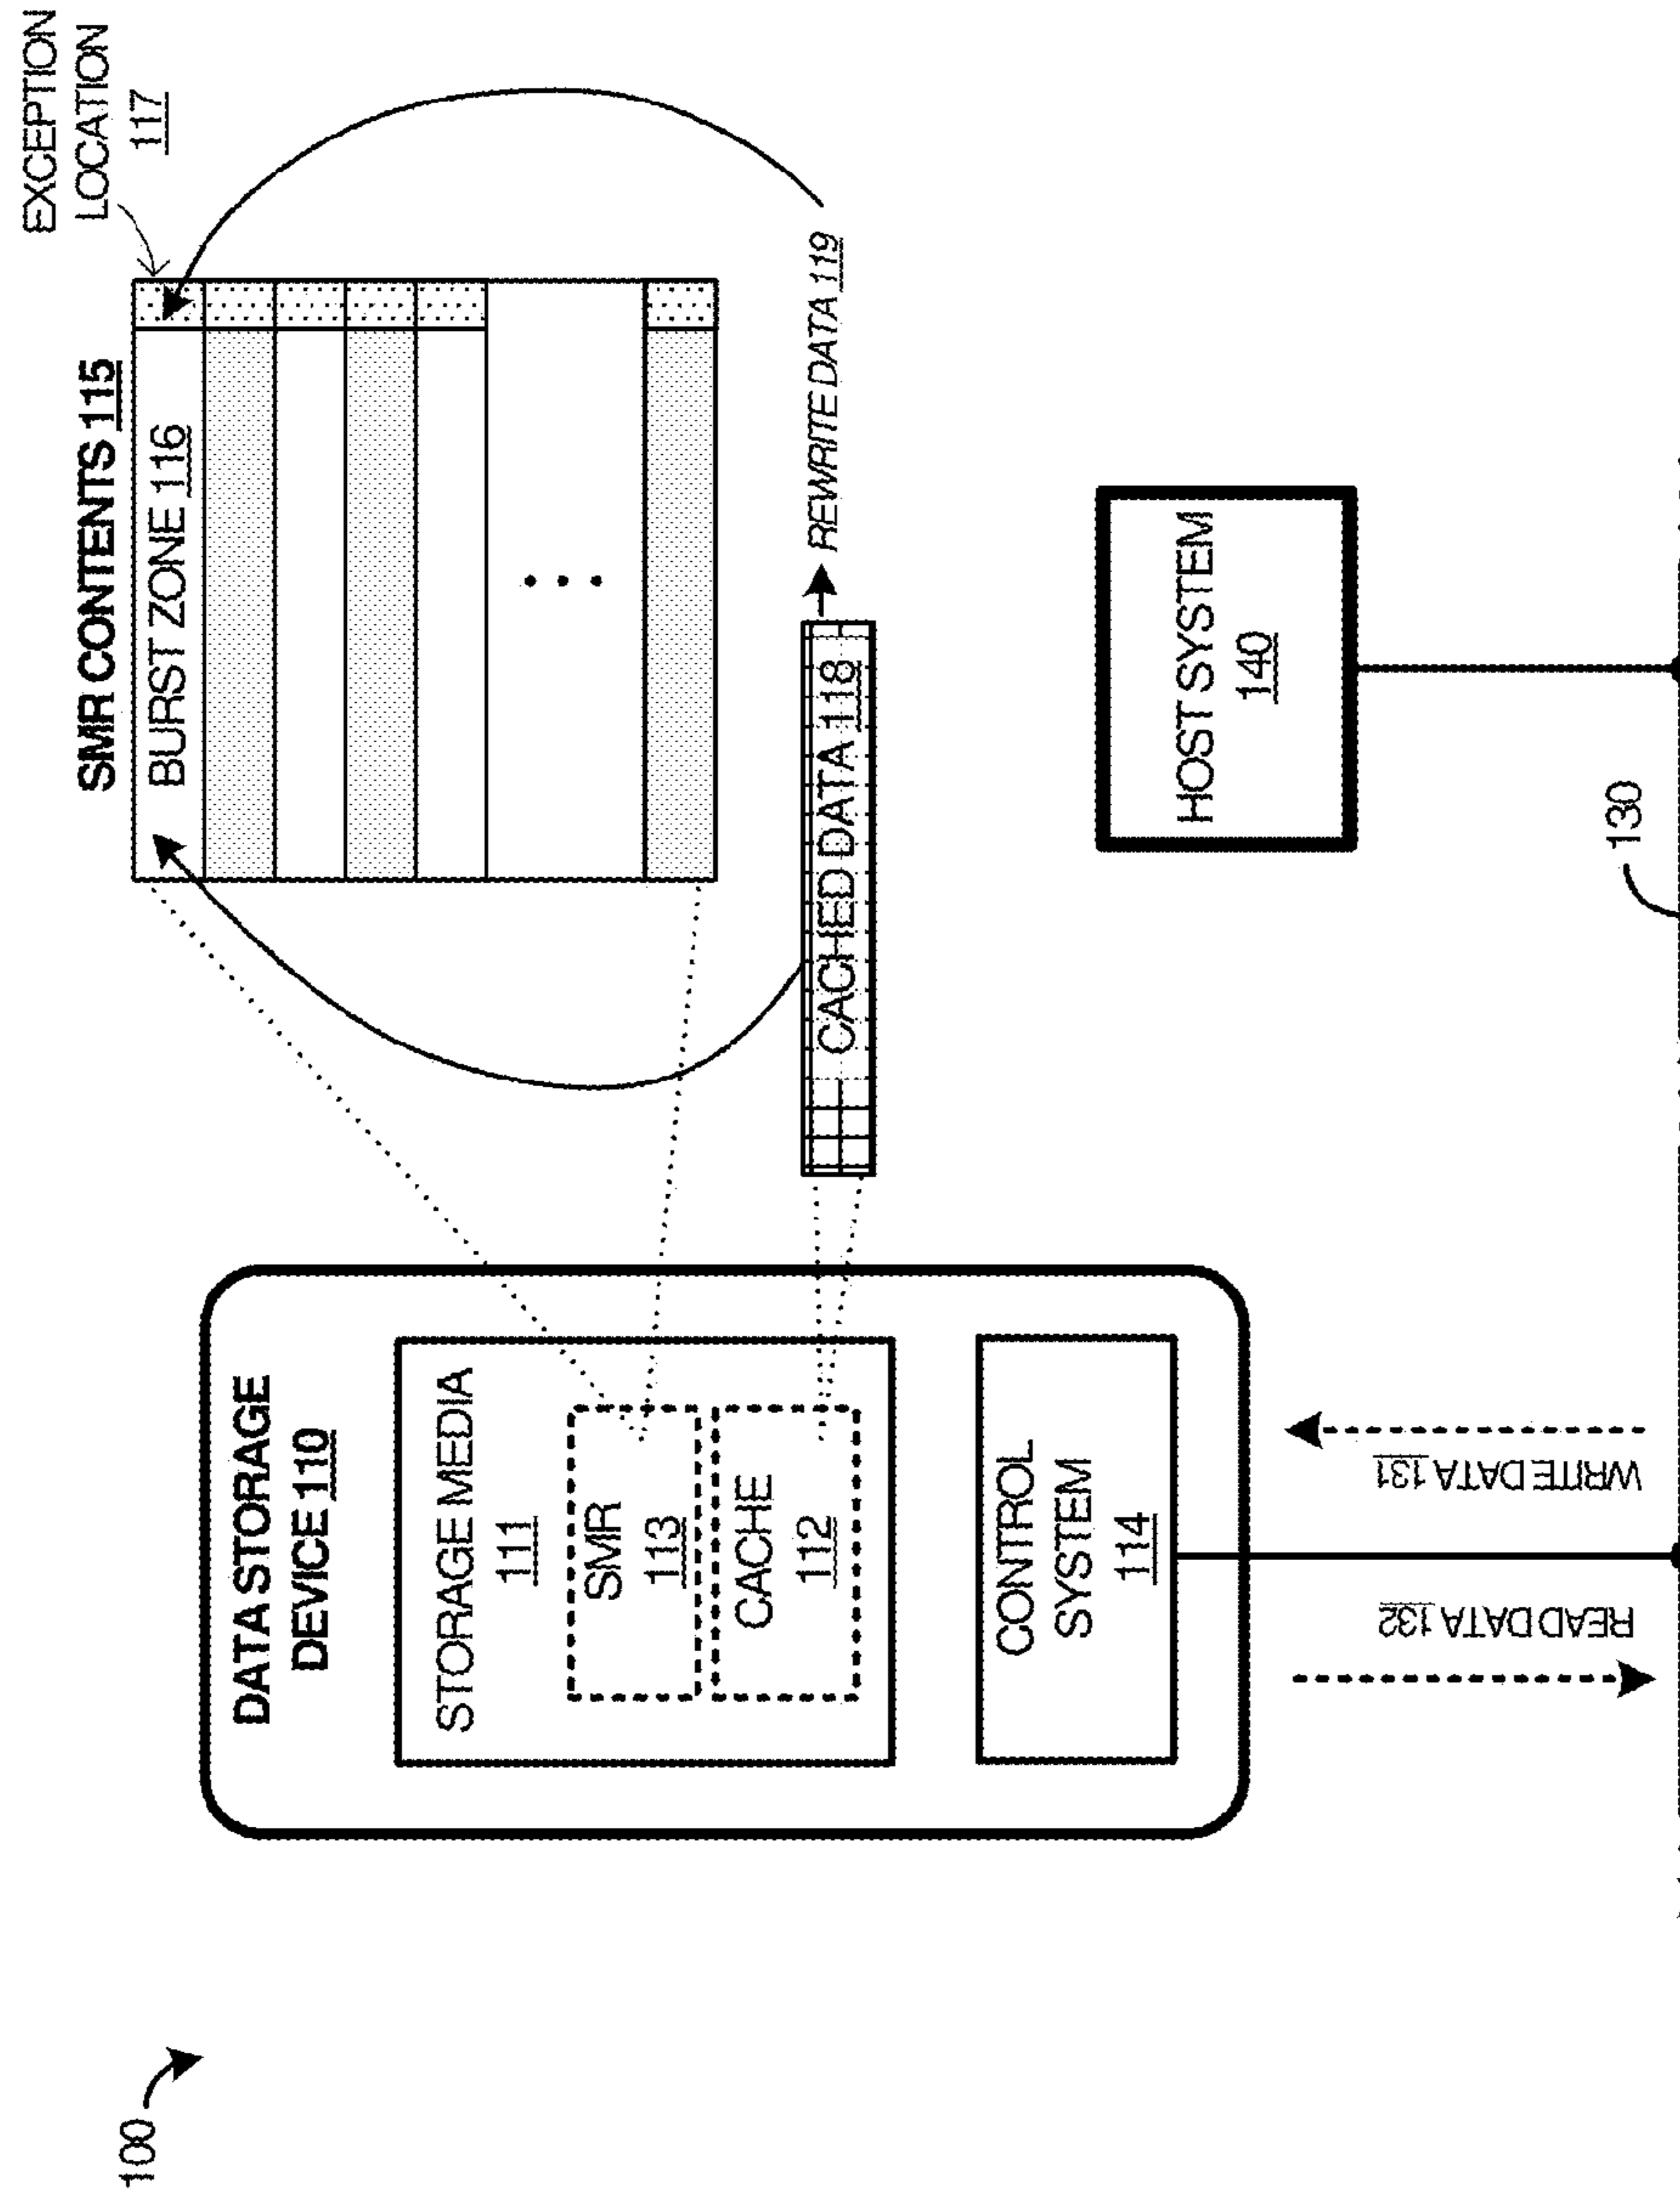 100
DATA STORAGE
DEVICE 110
STORAGE MEDIA
111
SMR
113
CACHE
112
CONTROL
SYSTEM
114
READ DATA 132
WRITE DATA 131
SMR CONTENTS 115
BURST ZONE 116
EXCEPTION
LOCATION
117
CACHED DATA 118
REWRITE DATA 119
HOST SYSTEM
140
130